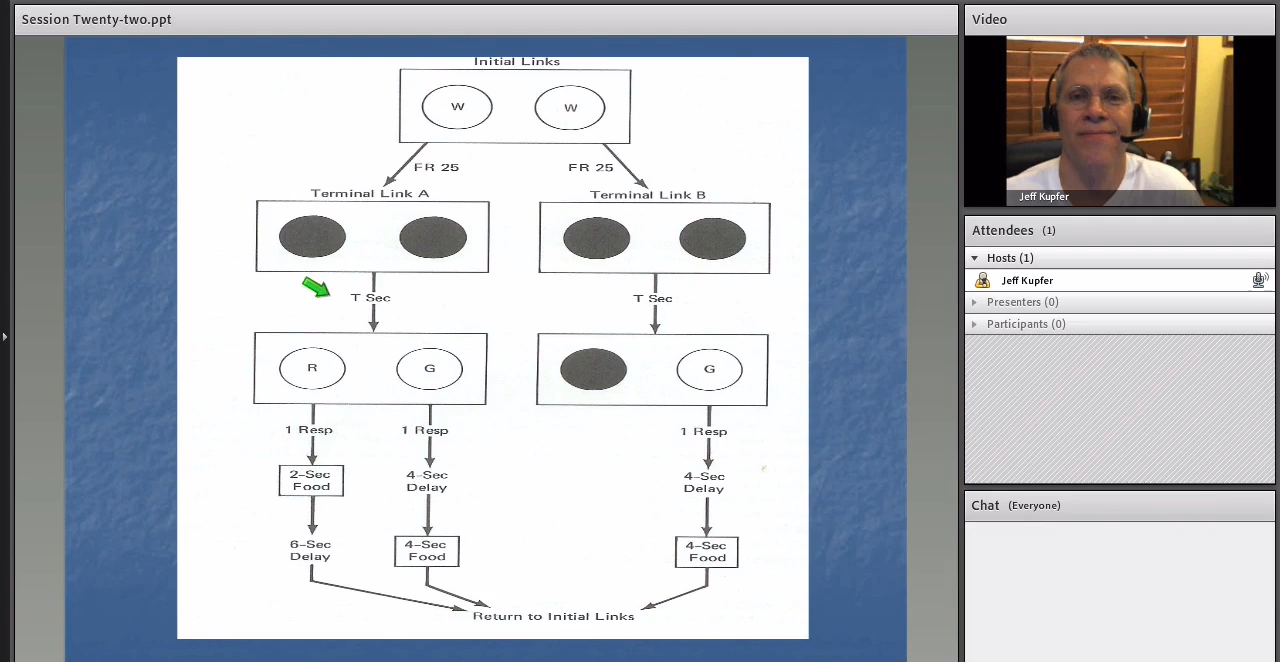 Session Twenty-two.ppt
Initial Links
W W
FR 25 FR 25
Terminal Link A Terminal Link B
T Sec T Sec
R G G
1 Resp 1 Resp 1 Resp
2-Sec
Food
4-Sec
Delay
4-Sec
Delay
6-Sec
Delay
4-Sec
Food
4-Sec
Food
Return to Initial Links
Video
Jeff Kupfer
Attendees (1)
Hosts (1)
Jeff Kupfer
Presenters (0)
Participants (0)
Chat (Everyone)